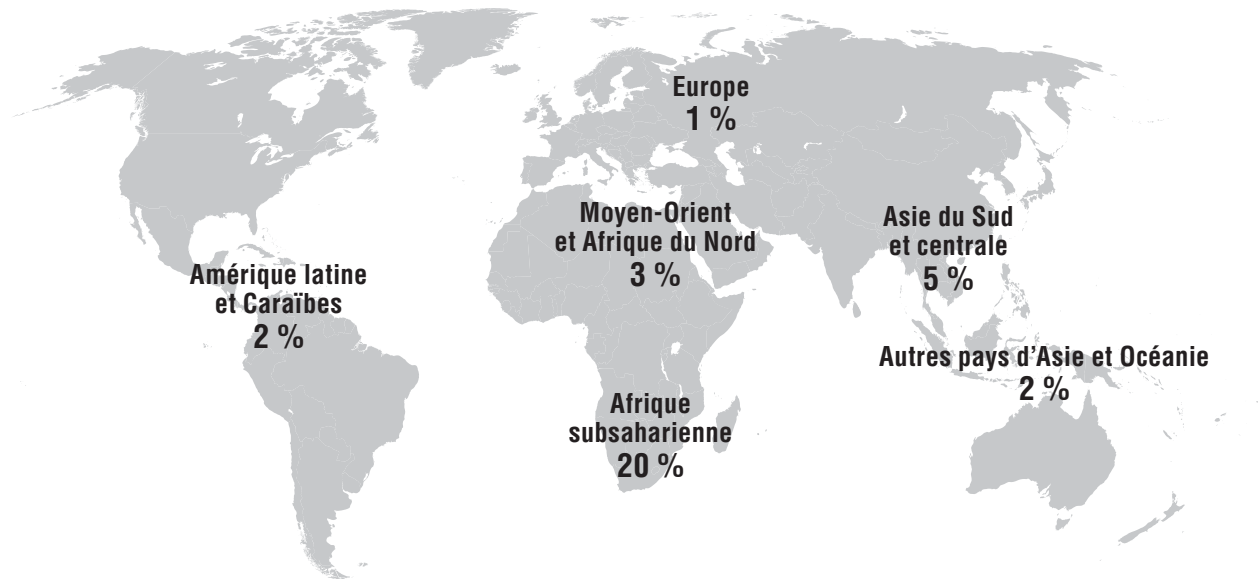 Europe
1 %
Moyen-Orient
et Afrique du Nord
3 %
Asie du Sud
et centrale
5 %
Amérique latine
et Caraïbes
2 %
Autres pays d’Asie et Océanie
2 %
Afrique
subsaharienne
20 %